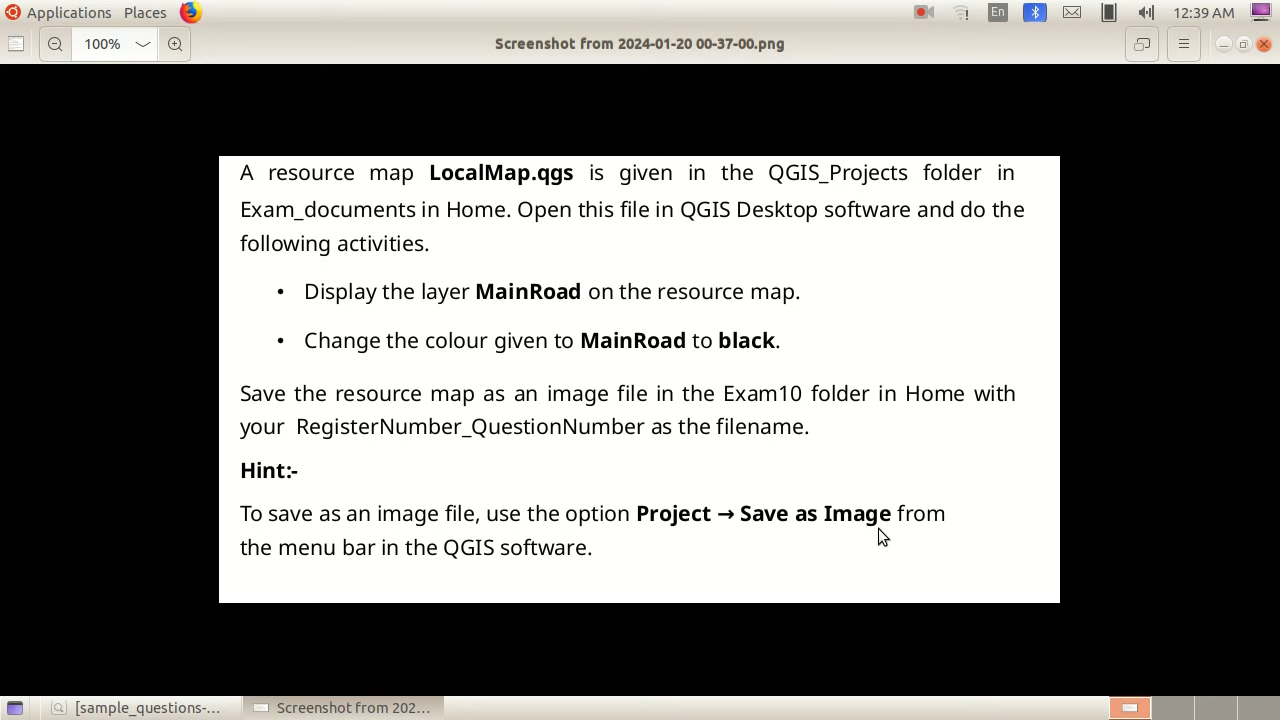 Applications Places En 12:39 AM
100% Screenshot from 2024-01-20 00-37-00.png
A resource map LocalMap.qgs is given in the QGIS_Projects folder in
Exam_documents in Home. Open this file in QGIS Desktop software and do the
following activities.
• Display the layer MainRoad on the resource map.
• Change the colour given to MainRoad to black.
Save the resource map as an image file in the Exam10 folder in Home with
your RegisterNumber_QuestionNumber as the filename.
Hint:-
To save as an image file, use the option Project → Save as Image from
the menu bar in the QGIS software.
[sample_questions-... Screenshot from 202...